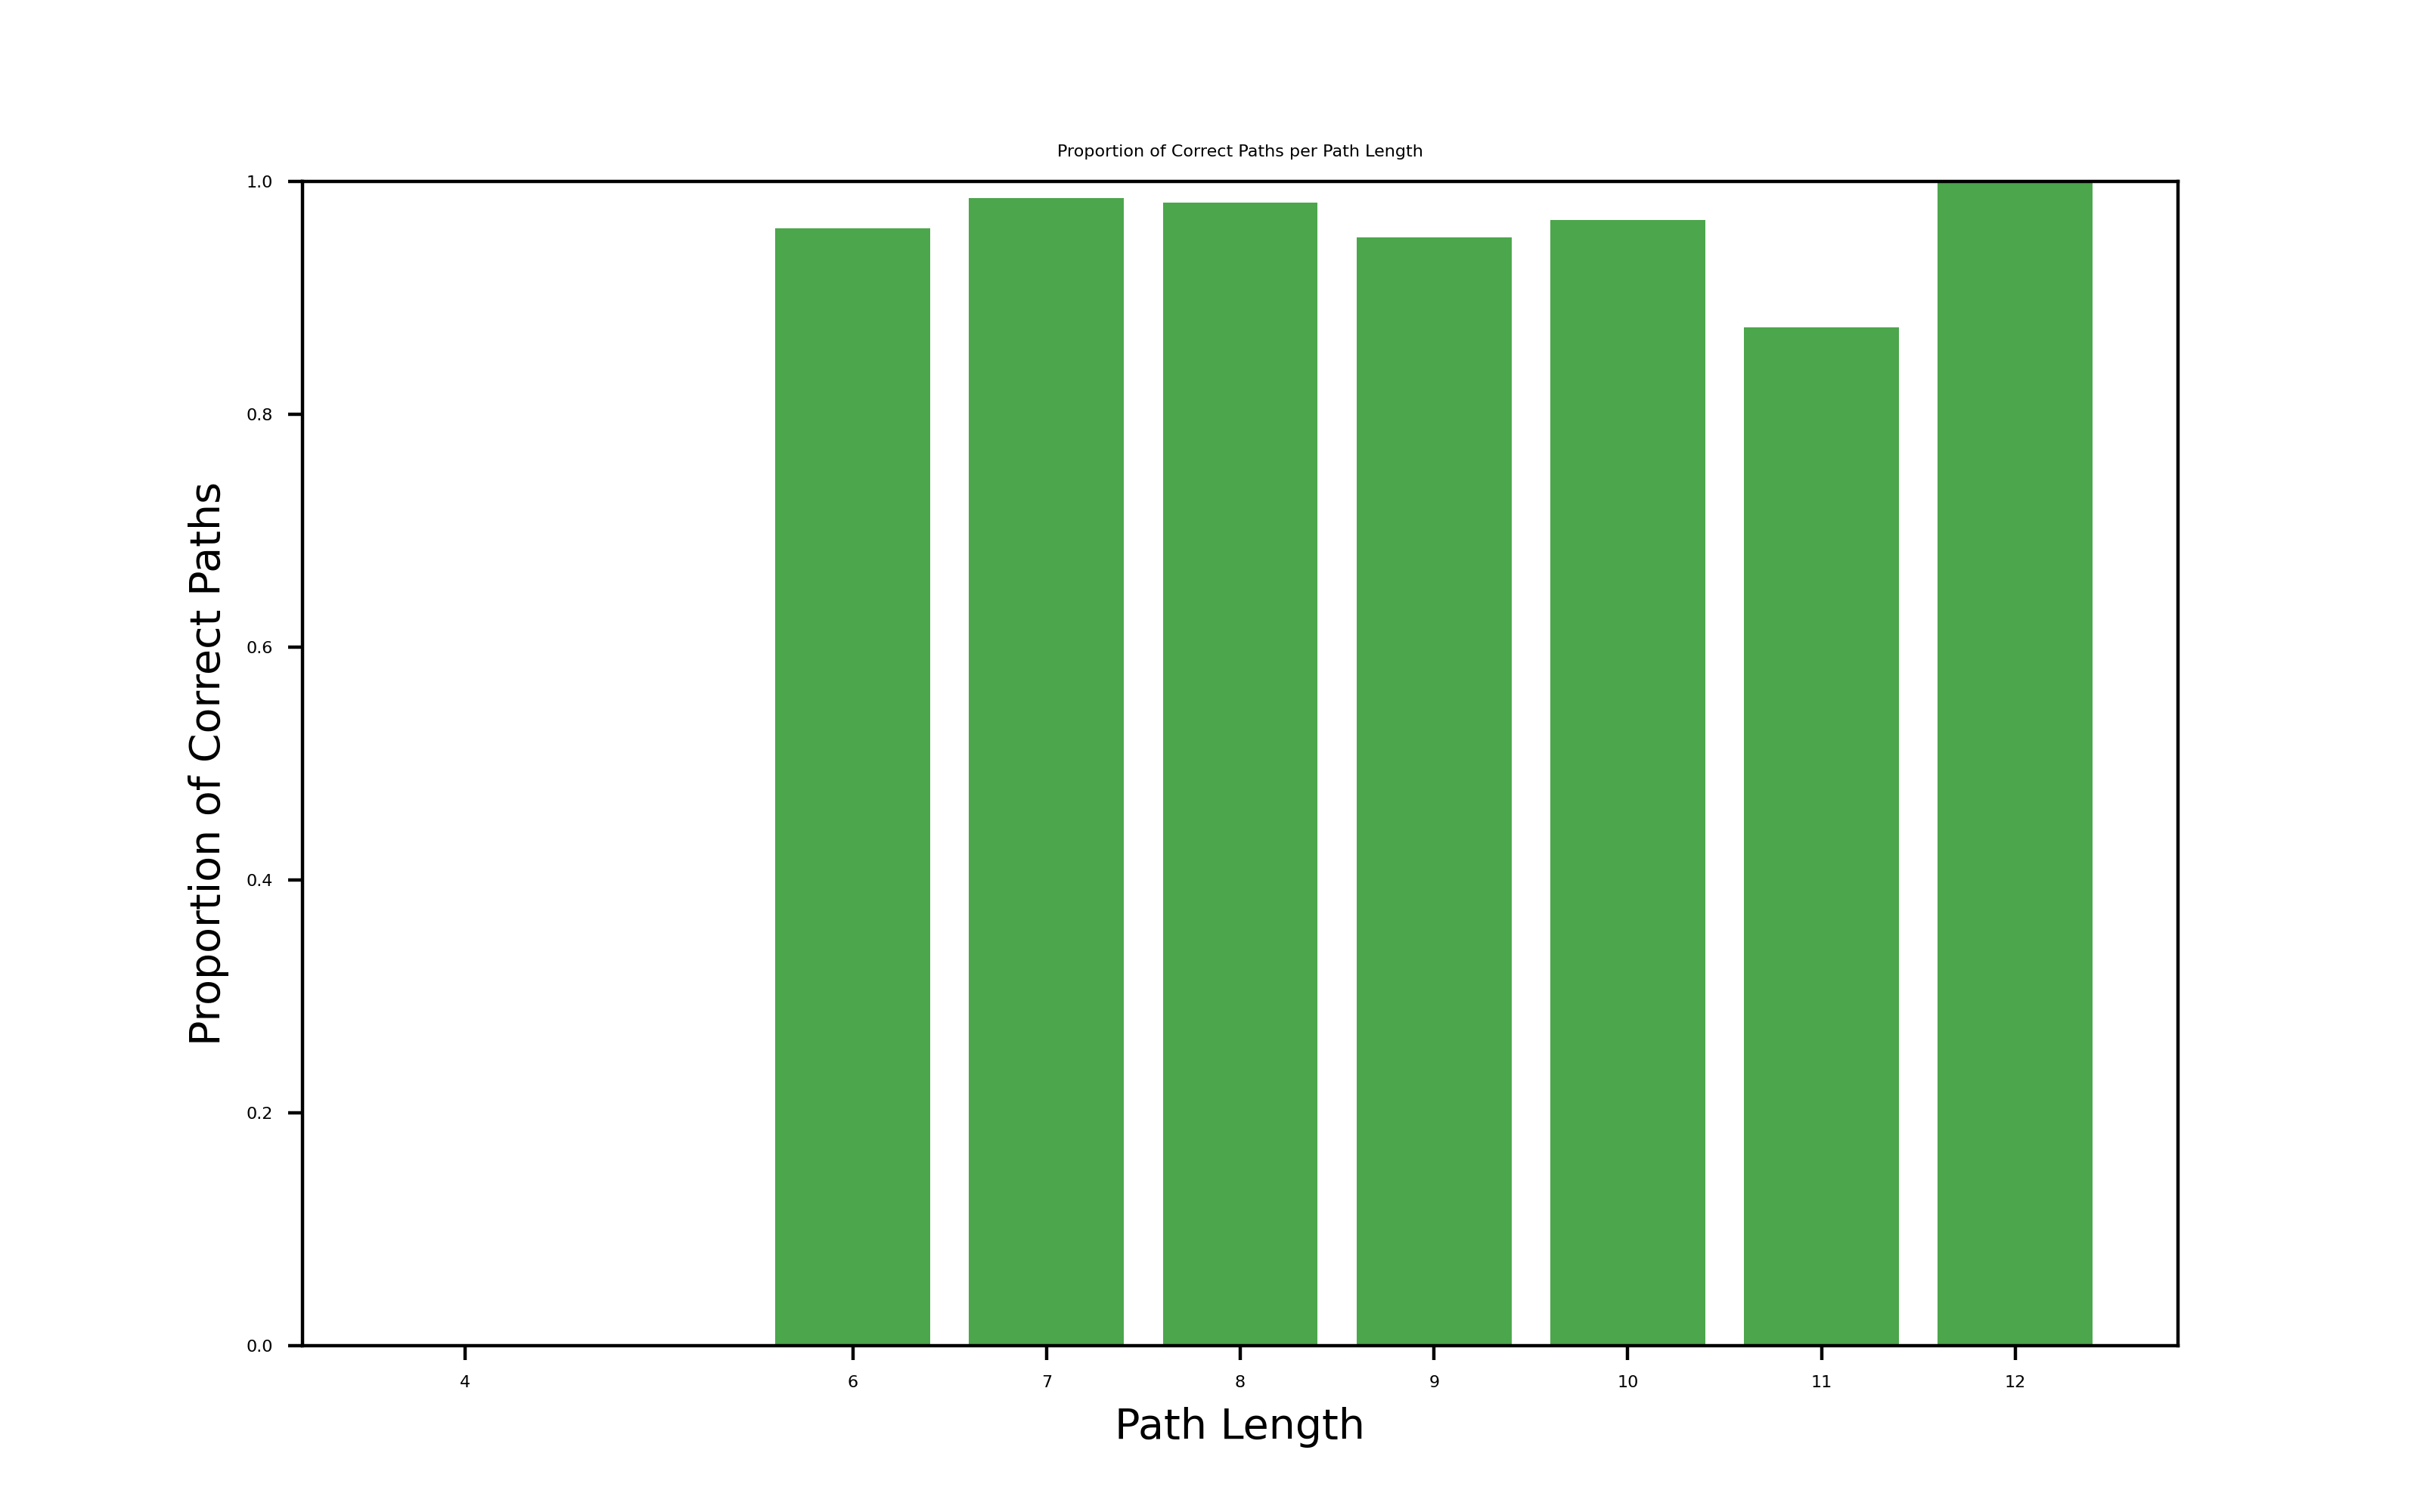 Proportion of Correct Paths per Path Length
Proportion of Correct Paths
1.0
0.8
0.6
0.4
0.2
0.0
4 6 7 8 9 10 11 12
Path Length